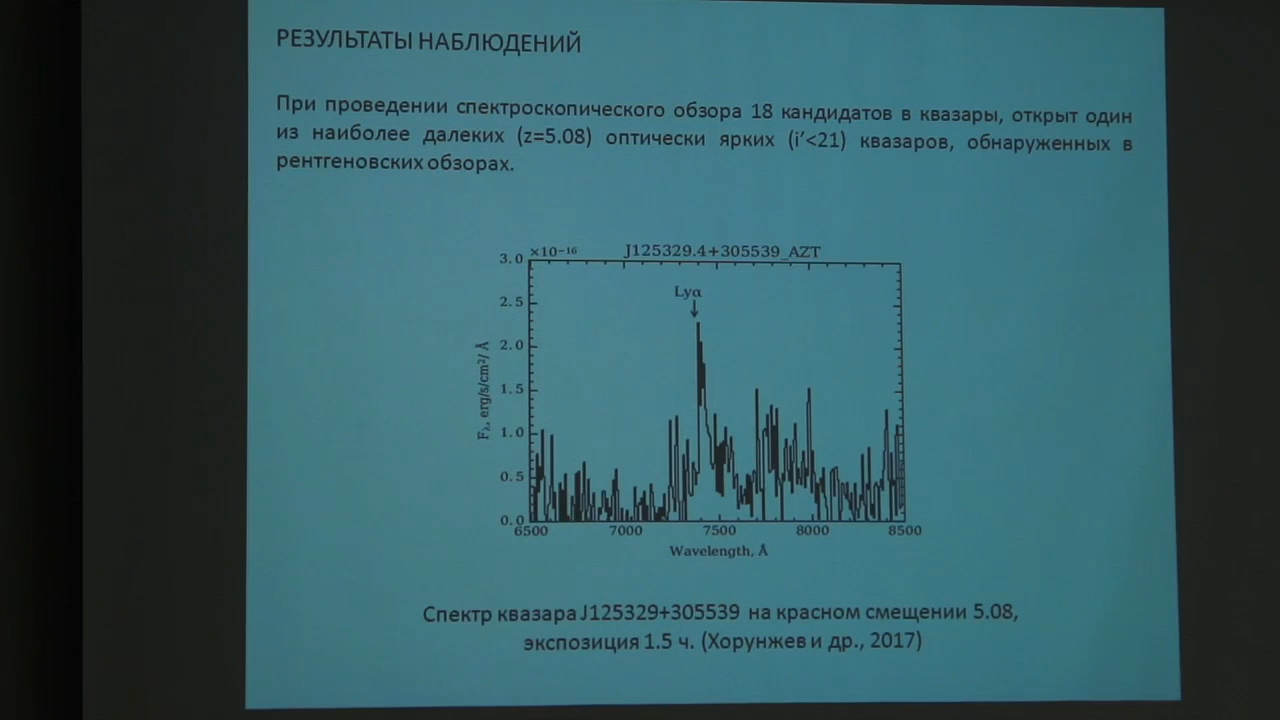 РЕЗУЛЬТАТЫ НАБЛЮДЕНИЙ
При проведении спектроскопического обзора 18 кандидатов в квазары, открыт один
из наиболее далеких (z=5.08) оптически ярких (i′<21) квазаров, обнаруженных в
рентгеновских обзорах.
×10⁻¹⁶
J125329.4+305539_AZT
3.0
Lyα
2.5
2.0
1.5
1.0
0.5
0.0
Fλ, erg/s/cm²/ Å
6500 7000 7500 8000 8500
Wavelength, Å
Спектр квазара J125329+305539 на красном смещении 5.08,
экспозиция 1.5 ч. (Хорунжев и др., 2017)